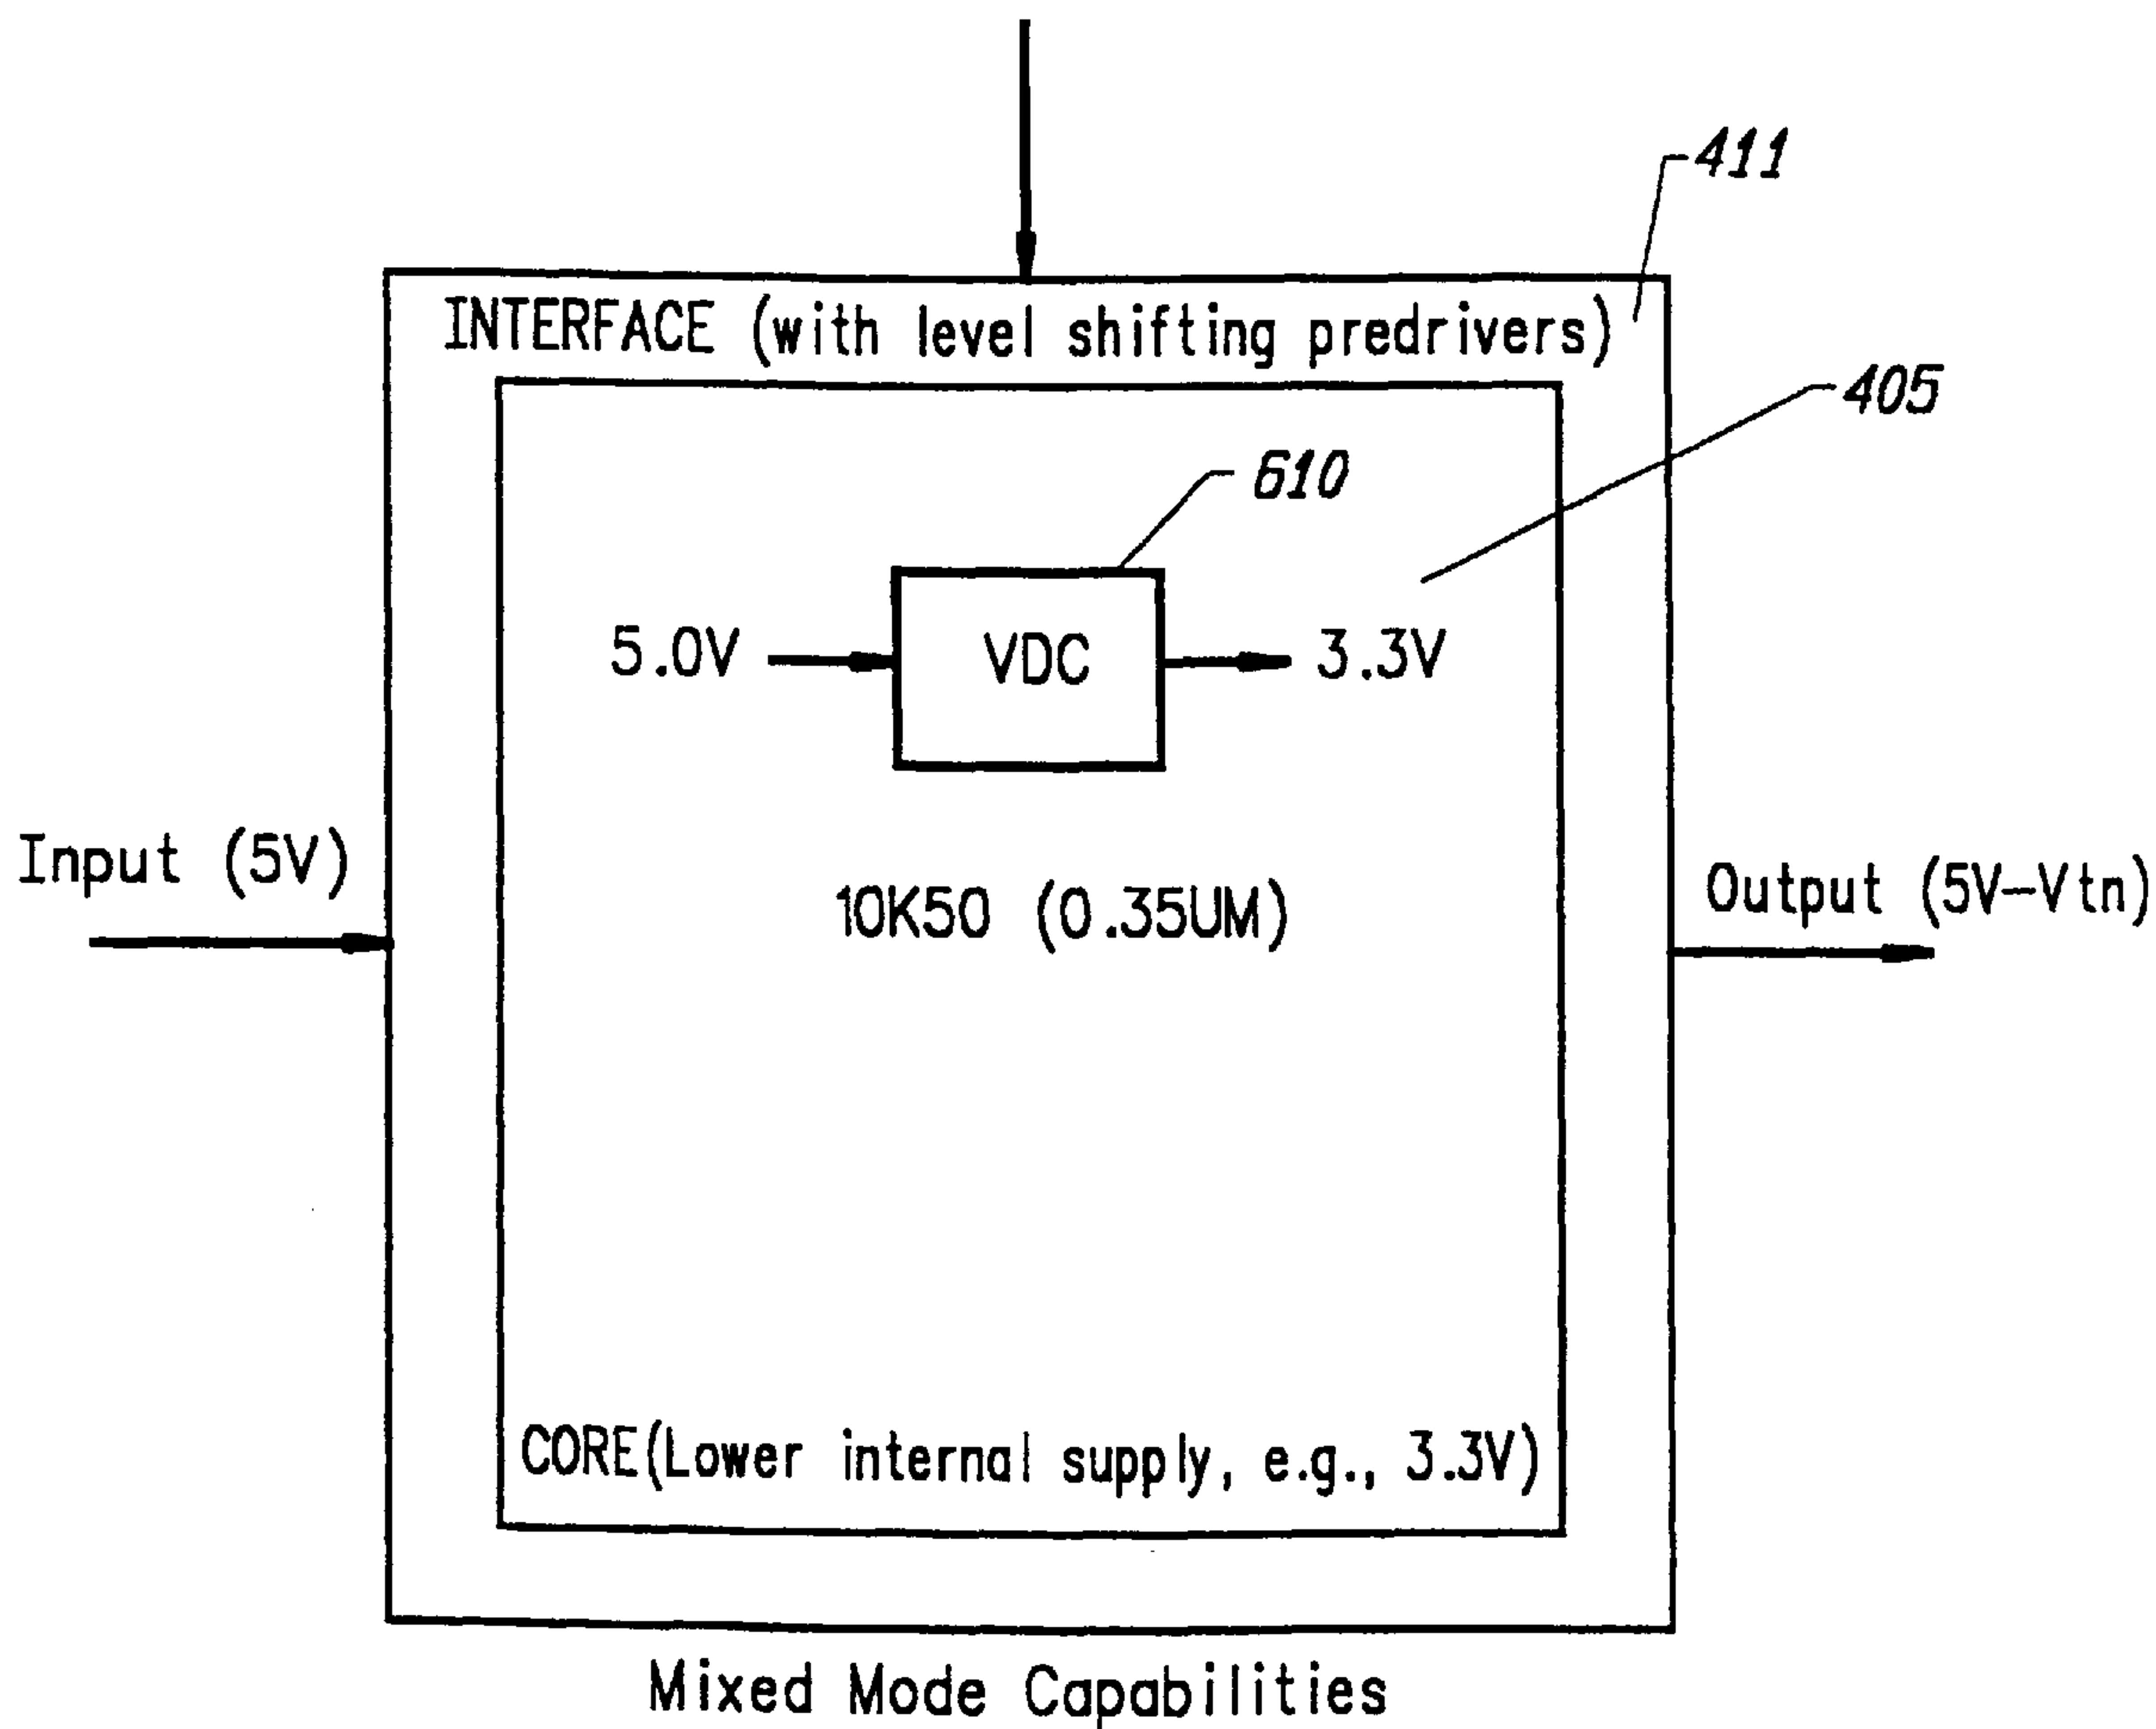 411
INTERFACE (with level shifting predrivers)
405
610
5.0V
VDC
3.3V
Input (5V)
10K50 (0.35UM)
Output (5V-Vtn)
CORE(Lower internal supply, e.g., 3.3V)
Mixed Mode Capabilities